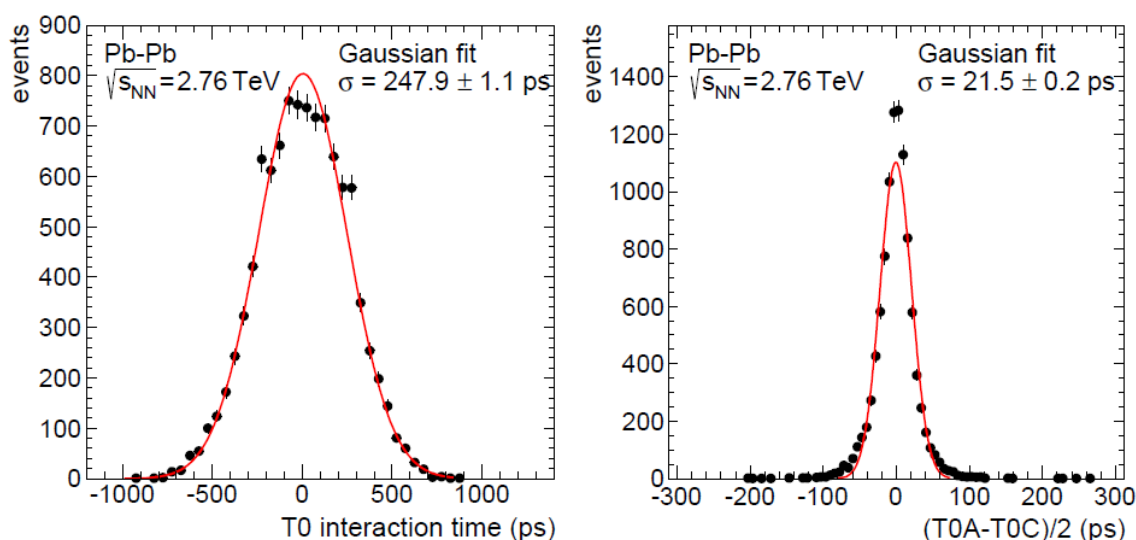 events
900
800
700
600
500
400
300
200
100
0
Pb-Pb
√sNN=2.76 TeV
Gaussian fit
σ = 247.9 ± 1.1 ps
-1000 -500 0 500 1000
T0 interaction time (ps)
events
1400
1200
1000
800
600
400
200
0
Pb-Pb
√sNN=2.76 TeV
Gaussian fit
σ = 21.5 ± 0.2 ps
-300 -200 -100 0 100 200 300
(T0A-T0C)/2 (ps)